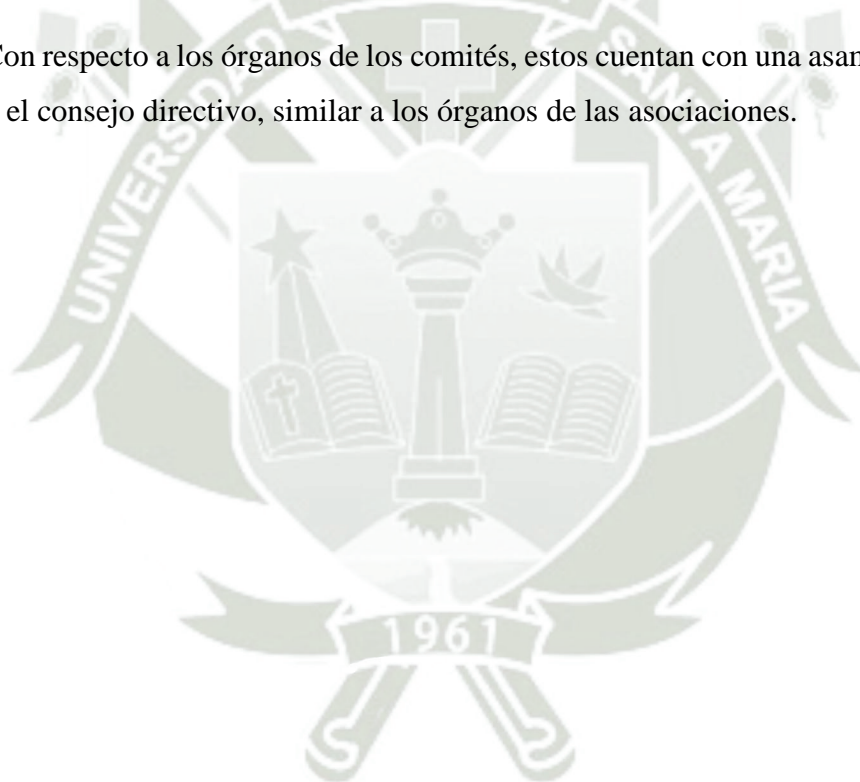 Con respecto a los órganos de los comités, estos cuentan con una asam
el consejo directivo, similar a los órganos de las asociaciones.
UNIVERSIDAD
SANTA MARIA
1961